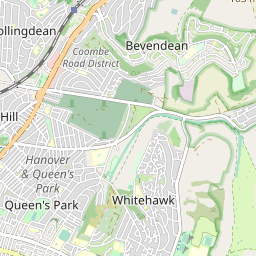 ollingdean
Bevendean
Coombe
Road District
Hill
Hanover
& Queen's
Park
Queen's Park
Whitehawk